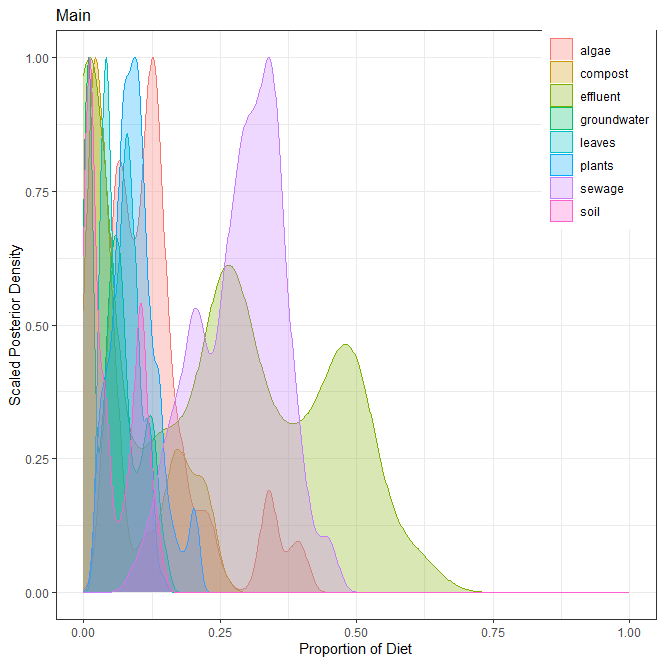 Main
1.00
0.75
0.50
0.25
0.00
Scaled Posterior Density
0.00
0.25
0.50
0.75
1.00
Proportion of Diet
algae
compost
effluent
groundwater
leaves
plants
sewage
soil